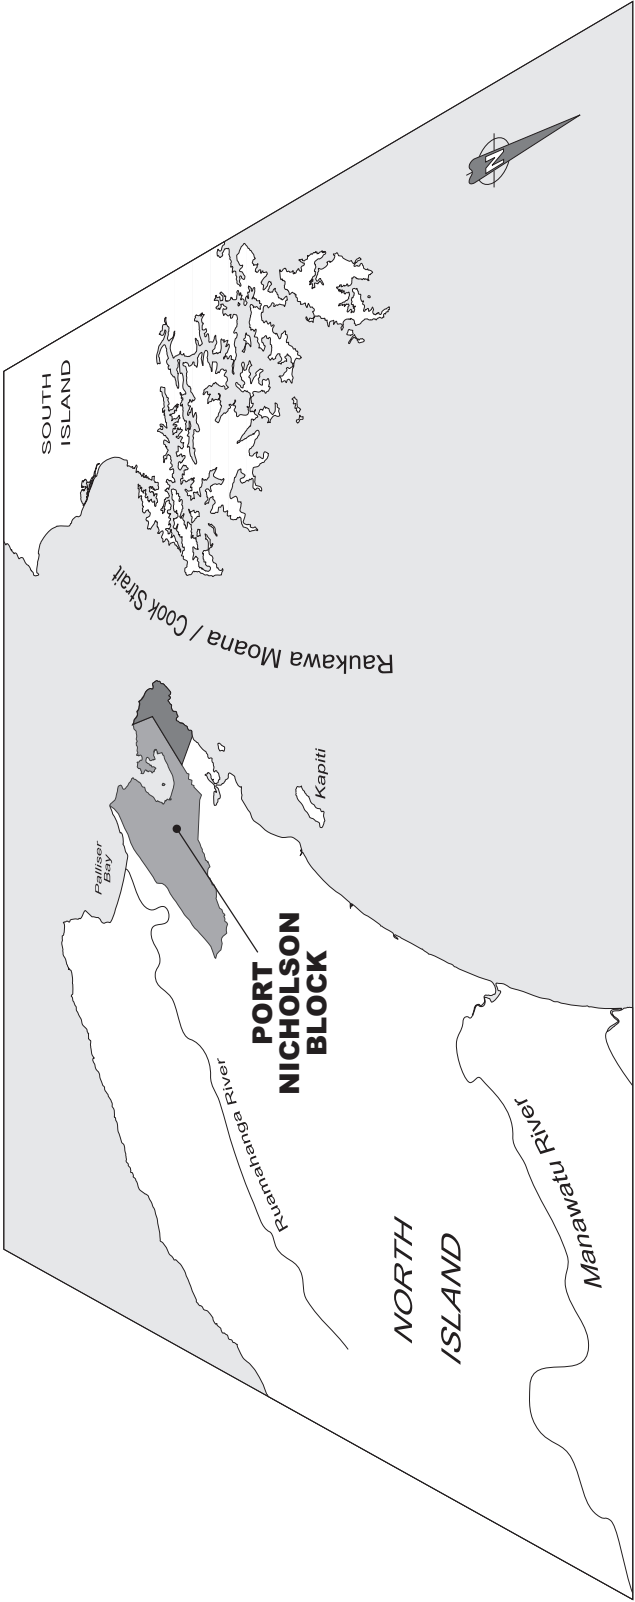 N
SOUTH
ISLAND
Raukawa Moana / Cook Strait
Kapiti
Palliser
Bay
PORT
NICHOLSON
BLOCK
Ruamahanga River
Manawatu River
NORTH
ISLAND